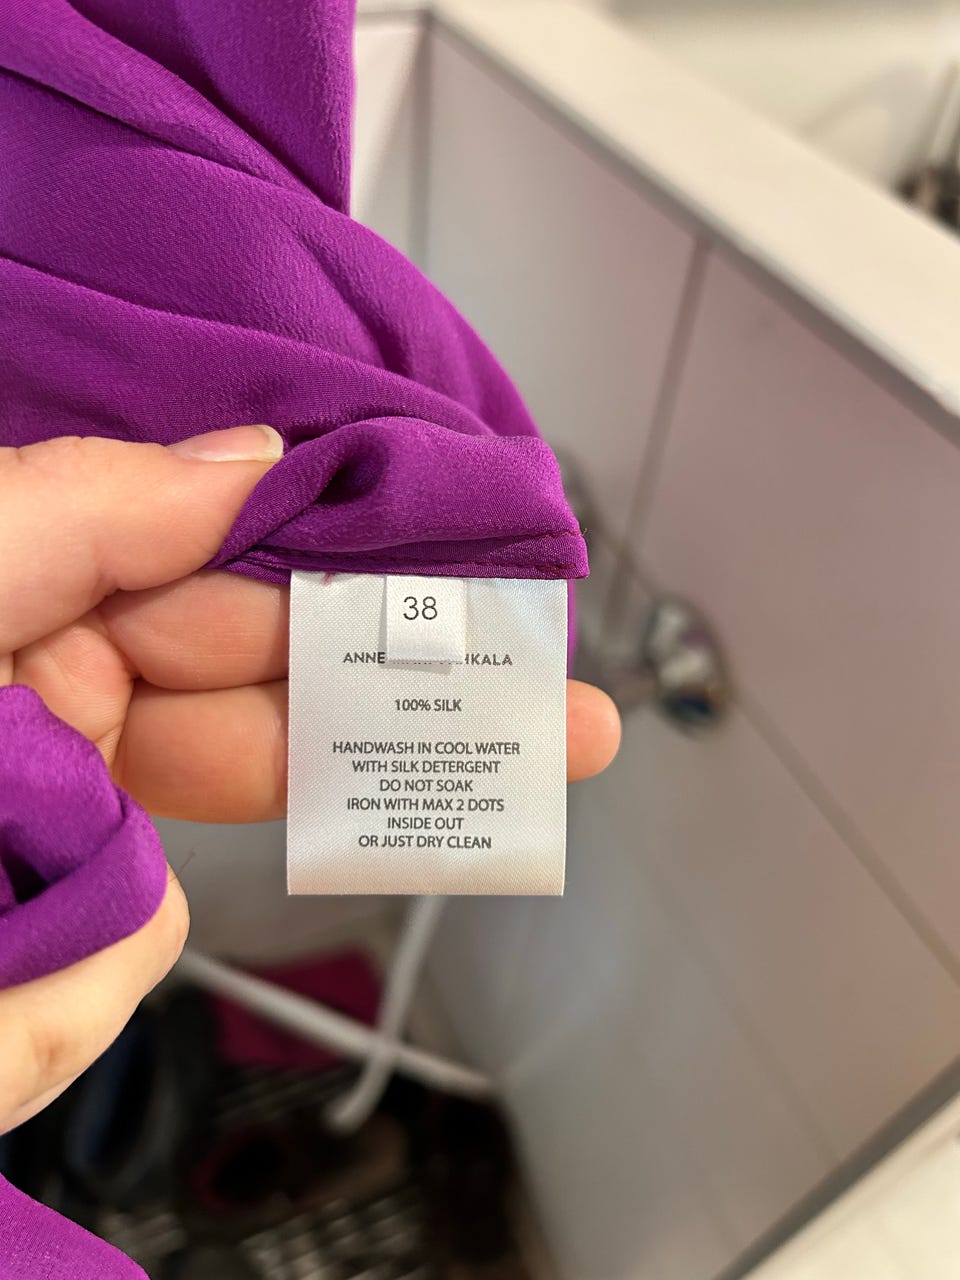 38
ANNE
100% SILK
HANDWASH IN COOL WATER
WITH SILK DETERGENT
DO NOT SOAK
IRON WITH MAX 2 DOTS
INSIDE OUT
OR JUST DRY CLEAN